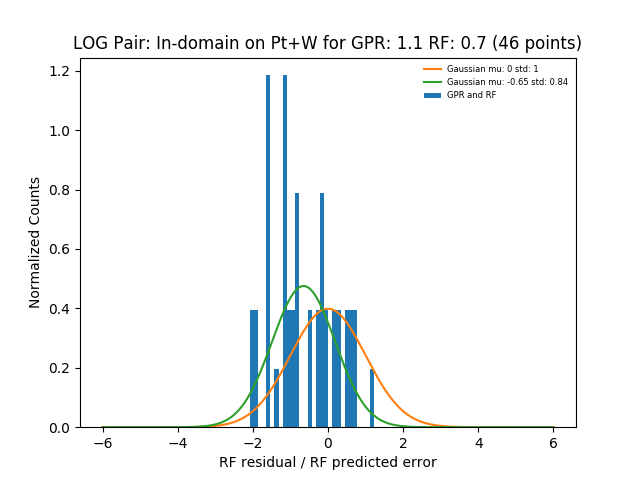 LOG Pair: In-domain on Pt+W for GPR: 1.1 RF: 0.7 (46 points)
Gaussian mu: 0 std: 1
Gaussian mu: -0.65 std: 0.84
GPR and RF
Normalized Counts
1.2
1.0
0.8
0.6
0.4
0.2
0.0
−6 −4 −2 0 2 4 6
RF residual / RF predicted error